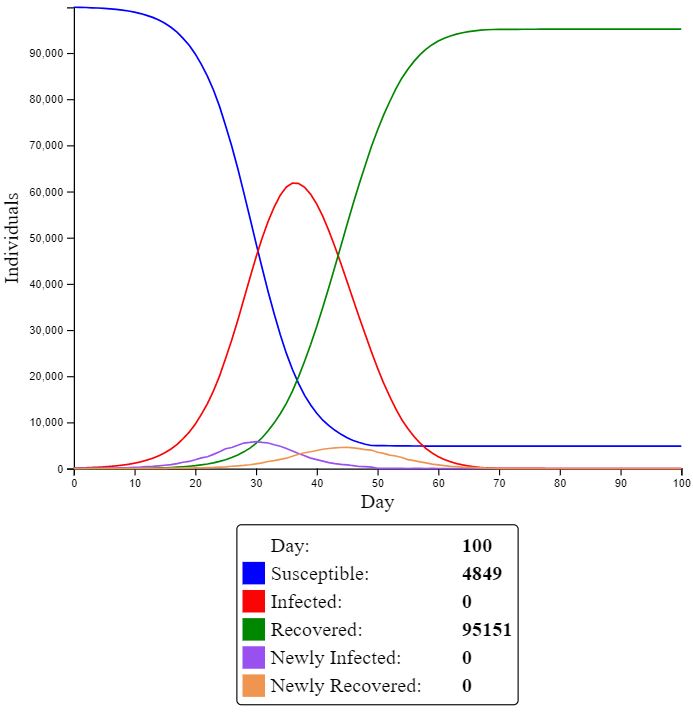 90,000
80,000
70,000
60,000
50,000
40,000
30,000
20,000
10,000
0
Individuals
0 10 20 30 40 50 60 70 80 90 100
Day
Day: 100
Susceptible: 4849
Infected: 0
Recovered: 95151
Newly Infected: 0
Newly Recovered: 0